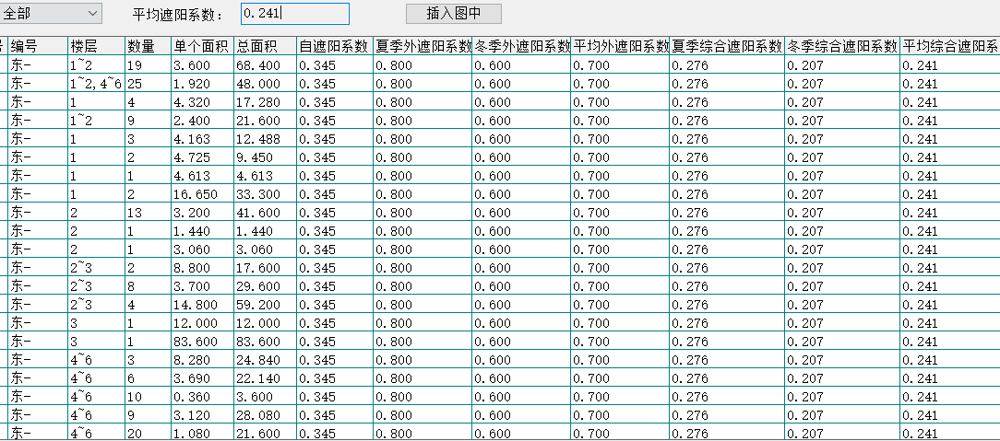 全部 平均遮阳系数： 0.241 插入图中
编号 楼层 数量 单个面积 总面积 自遮阳系数 夏季外遮阳系数 冬季外遮阳系数 平均外遮阳系数 夏季综合遮阳系数 冬季综合遮阳系数 平均综合遮阳系
东- 1~2 19 3.600 68.400 0.345 0.800 0.600 0.700 0.276 0.207 0.241
东- 1~2,4~6 25 1.920 48.000 0.345 0.800 0.600 0.700 0.276 0.207 0.241
东- 1 4 4.320 17.280 0.345 0.800 0.600 0.700 0.276 0.207 0.241
东- 1~2 9 2.400 21.600 0.345 0.800 0.600 0.700 0.276 0.207 0.241
东- 1 3 4.163 12.488 0.345 0.800 0.600 0.700 0.276 0.207 0.241
东- 1 2 4.725 9.450 0.345 0.800 0.600 0.700 0.276 0.207 0.241
东- 1 1 4.613 4.613 0.345 0.800 0.600 0.700 0.276 0.207 0.241
东- 1 2 16.650 33.300 0.345 0.800 0.600 0.700 0.276 0.207 0.241
东- 2 13 3.200 41.600 0.345 0.800 0.600 0.700 0.276 0.207 0.241
东- 2 1 1.440 1.440 0.345 0.800 0.600 0.700 0.276 0.207 0.241
东- 2 1 3.060 3.060 0.345 0.800 0.600 0.700 0.276 0.207 0.241
东- 2~3 2 8.800 17.600 0.345 0.800 0.600 0.700 0.276 0.207 0.241
东- 2~3 8 3.700 29.600 0.345 0.800 0.600 0.700 0.276 0.207 0.241
东- 2~3 4 14.800 59.200 0.345 0.800 0.600 0.700 0.276 0.207 0.241
东- 3 1 12.000 12.000 0.345 0.800 0.600 0.700 0.276 0.207 0.241
东- 3 1 83.600 83.600 0.345 0.800 0.600 0.700 0.276 0.207 0.241
东- 4~6 3 8.280 24.840 0.345 0.800 0.600 0.700 0.276 0.207 0.241
东- 4~6 6 3.690 22.140 0.345 0.800 0.600 0.700 0.276 0.207 0.241
东- 4~6 10 0.360 3.600 0.345 0.800 0.600 0.700 0.276 0.207 0.241
东- 4~6 9 3.120 28.080 0.345 0.800 0.600 0.700 0.276 0.207 0.241
东- 4~6 20 1.080 21.600 0.345 0.800 0.600 0.700 0.276 0.207 0.241